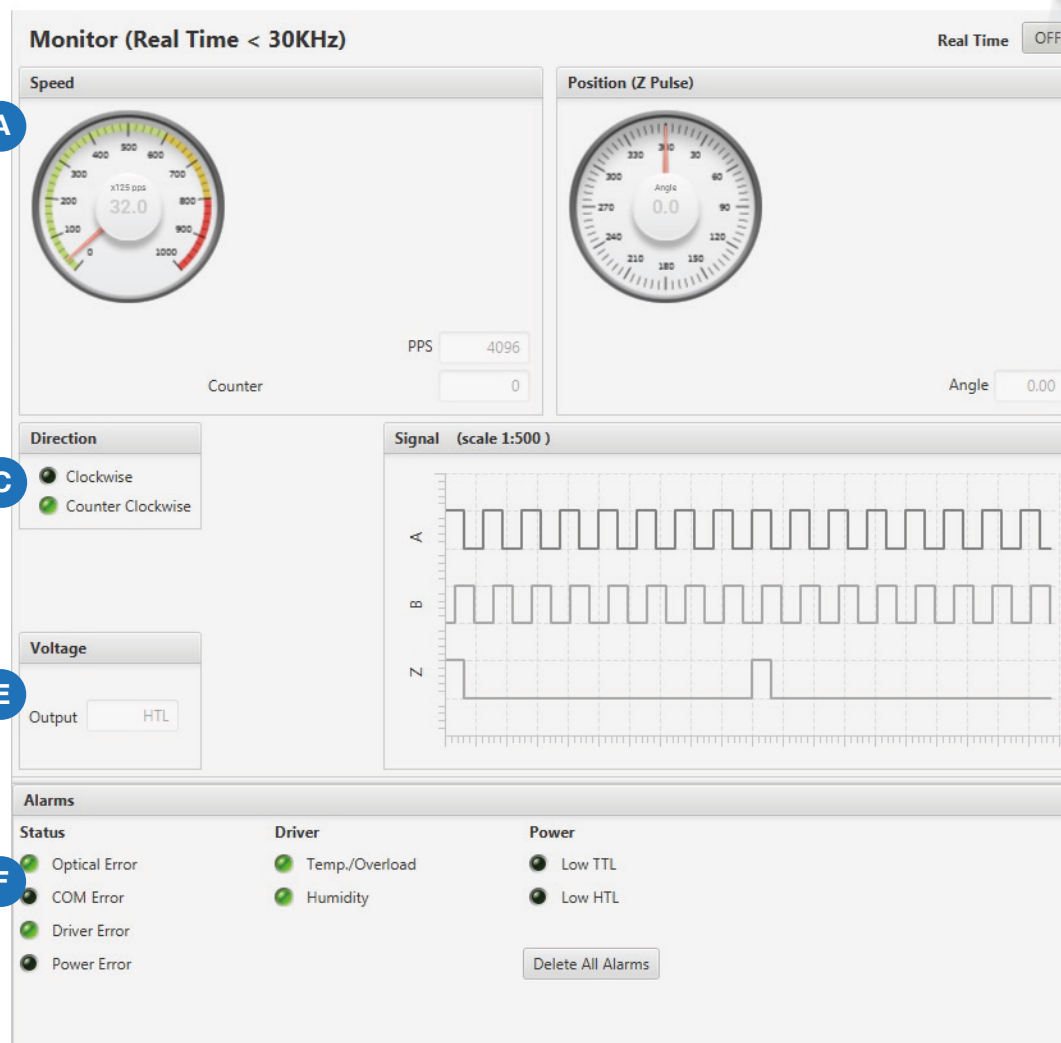 Monitor (Real Time < 30KHz)
Real Time OFF
Speed
Position (Z Pulse)
A
0
100
200
300
400
500
600
700
800
900
1000
x125 pps
32.0
30
60
90
120
150
180
210
240
270
300
330
360
Angle
0.0
PPS 4096
Counter 0
Angle 0.00
Direction
Signal (scale 1:500 )
C
Clockwise
Counter Clockwise
A
B
Z
Voltage
E
Output HTL
Alarms
Status Driver Power
Optical Error Temp./Overload Low TTL
F
COM Error Humidity Low HTL
Driver Error
Power Error Delete All Alarms